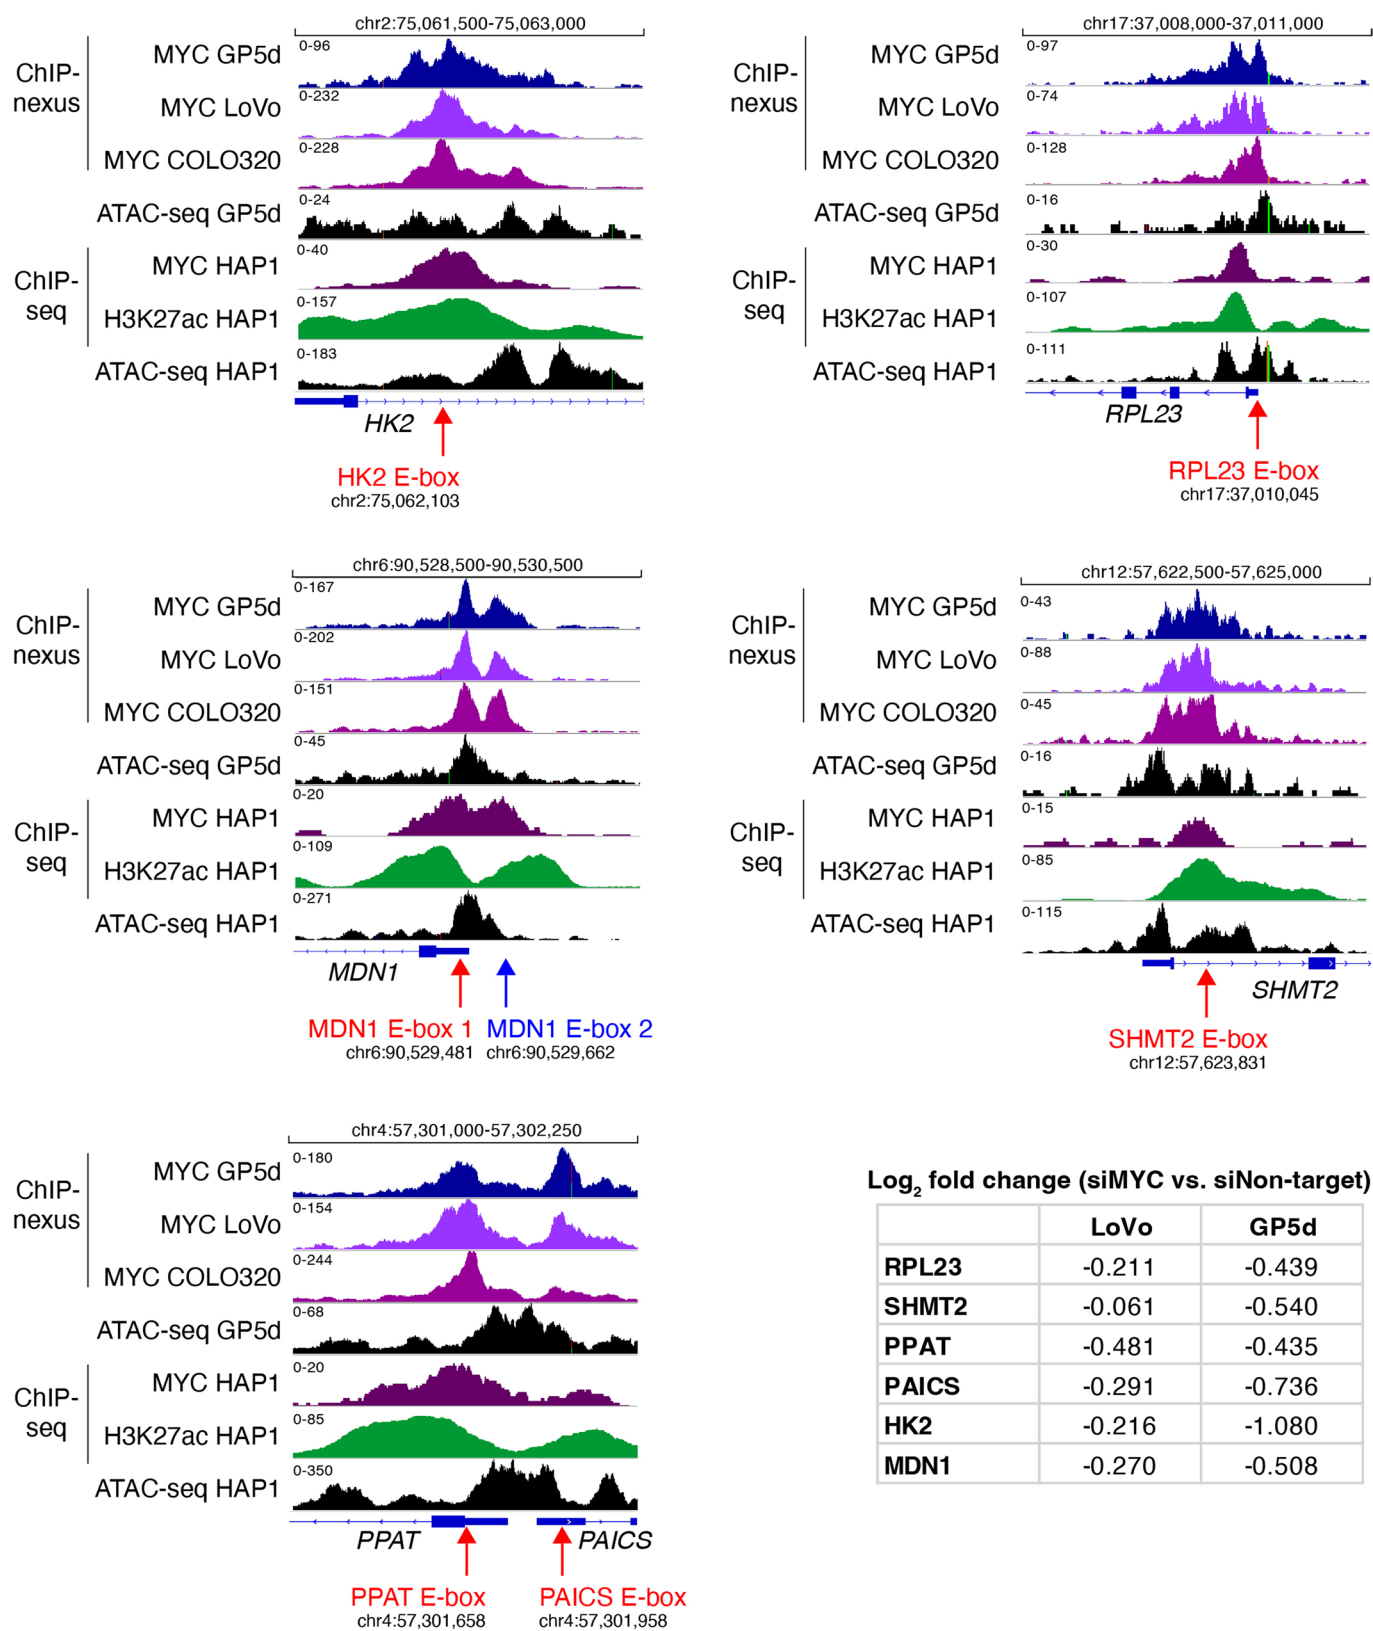 chr2:75,061,500-75,063,000
ChIP-
nexus
MYC GP5d
0-96
MYC LoVo
0-232
MYC COLO320
0-228
ATAC-seq GP5d
0-24
ChIP-
seq
MYC HAP1
0-40
H3K27ac HAP1
0-157
ATAC-seq HAP1
0-183
HK2
HK2 E-box
chr2:75,062,103
chr17:37,008,000-37,011,000
ChIP-
nexus
MYC GP5d
0-97
MYC LoVo
0-74
MYC COLO320
0-128
ATAC-seq GP5d
0-16
ChIP-
seq
MYC HAP1
0-30
H3K27ac HAP1
0-107
ATAC-seq HAP1
0-111
RPL23
RPL23 E-box
chr17:37,010,045
chr6:90,528,500-90,530,500
ChIP-
nexus
MYC GP5d
0-167
MYC LoVo
0-202
MYC COLO320
0-151
ATAC-seq GP5d
0-45
ChIP-
seq
MYC HAP1
0-20
H3K27ac HAP1
0-109
ATAC-seq HAP1
0-271
MDN1
MDN1 E-box 1 MDN1 E-box 2
chr6:90,529,481 chr6:90,529,662
chr12:57,622,500-57,625,000
ChIP-
nexus
MYC GP5d
0-43
MYC LoVo
0-88
MYC COLO320
0-45
ATAC-seq GP5d
0-16
ChIP-
seq
MYC HAP1
0-15
H3K27ac HAP1
0-85
ATAC-seq HAP1
0-115
SHMT2
SHMT2 E-box
chr12:57,623,831
chr4:57,301,000-57,302,250
ChIP-
nexus
MYC GP5d
0-180
MYC LoVo
0-154
MYC COLO320
0-244
ATAC-seq GP5d
0-68
ChIP-
seq
MYC HAP1
0-20
H3K27ac HAP1
0-85
ATAC-seq HAP1
0-350
PPAT PAICS
PPAT E-box PAICS E-box
chr4:57,301,658 chr4:57,301,958
Log2 fold change (siMYC vs. siNon-target)
LoVo GP5d
RPL23 -0.211 -0.439
SHMT2 -0.061 -0.540
PPAT -0.481 -0.435
PAICS -0.291 -0.736
HK2 -0.216 -1.080
MDN1 -0.270 -0.508